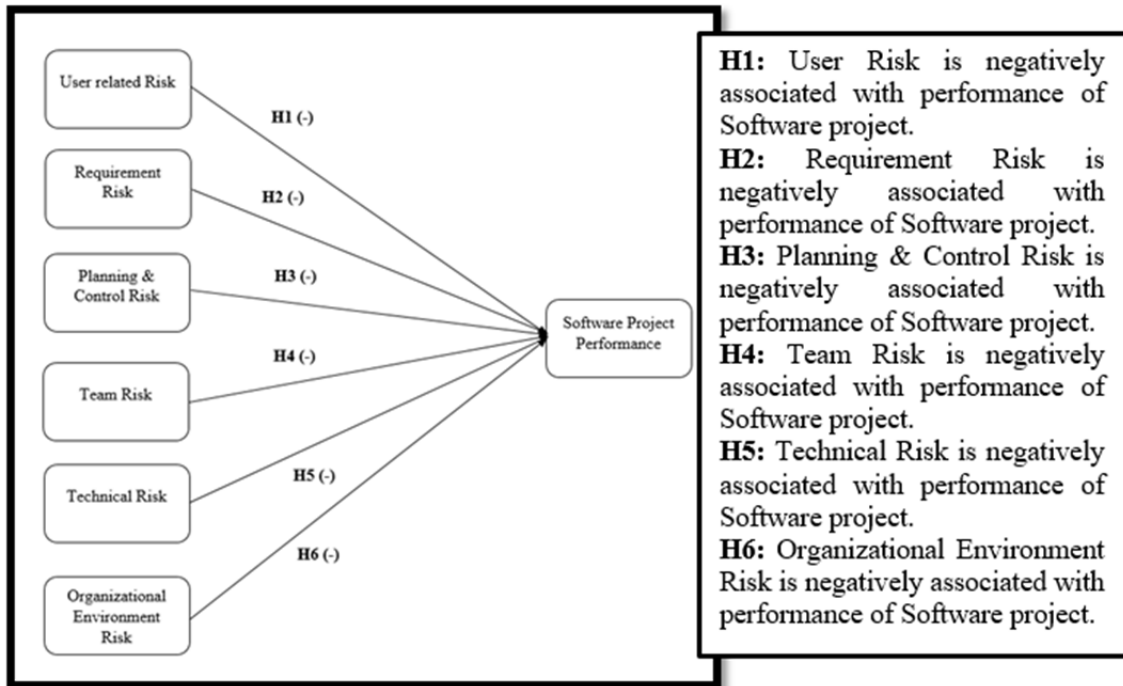 User related Risk
H1 (-)
Requirement
Risk
H2 (-)
Planning &
Control Risk
H3 (-)
Software Project
Performance
H4 (-)
Team Risk
Technical Risk
H5 (-)
H6 (-)
Organizational
Environment
Risk
H1: User Risk is negatively
associated with performance of
Software project.
H2: Requirement Risk is
negatively associated with
performance of Software project.
H3: Planning & Control Risk is
negatively associated with
performance of Software project.
H4: Team Risk is negatively
associated with performance of
Software project.
H5: Technical Risk is negatively
associated with performance of
Software project.
H6: Organizational Environment
Risk is negatively associated with
performance of Software project.